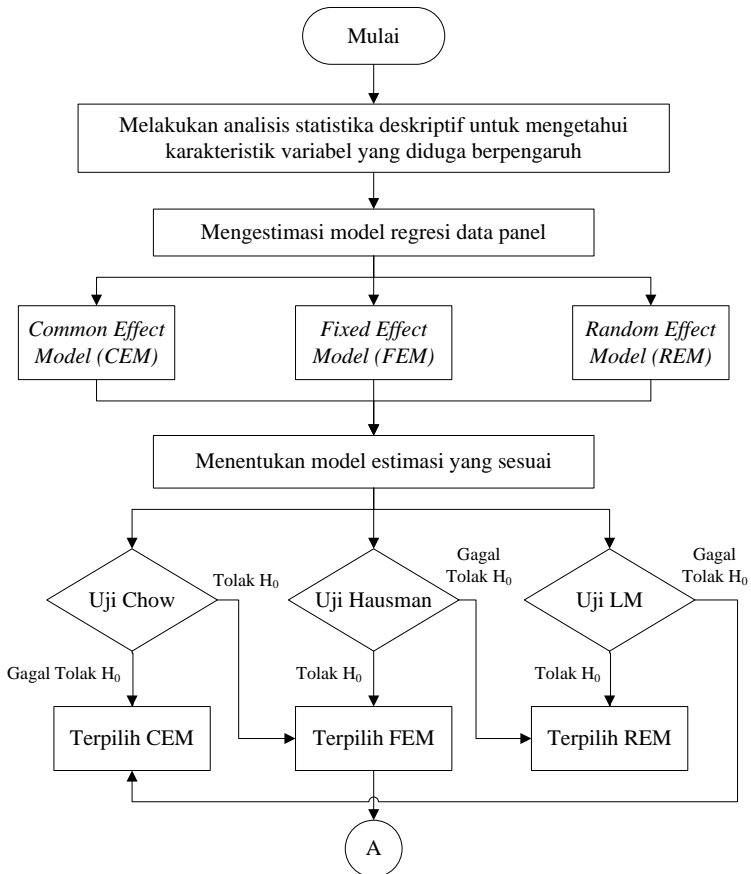 Mulai
Melakukan analisis statistika deskriptif untuk mengetahui
karakteristik variabel yang diduga berpengaruh
Mengestimasi model regresi data panel
Common Effect
Model (CEM)
Fixed Effect
Model (FEM)
Random Effect
Model (REM)
Menentukan model estimasi yang sesuai
Uji Chow
Tolak H₀
Gagal Tolak H₀
Uji Hausman
Gagal
Tolak H₀
Tolak H₀
Uji LM
Gagal
Tolak H₀
Tolak H₀
Terpilih CEM
Terpilih FEM
Terpilih REM
A